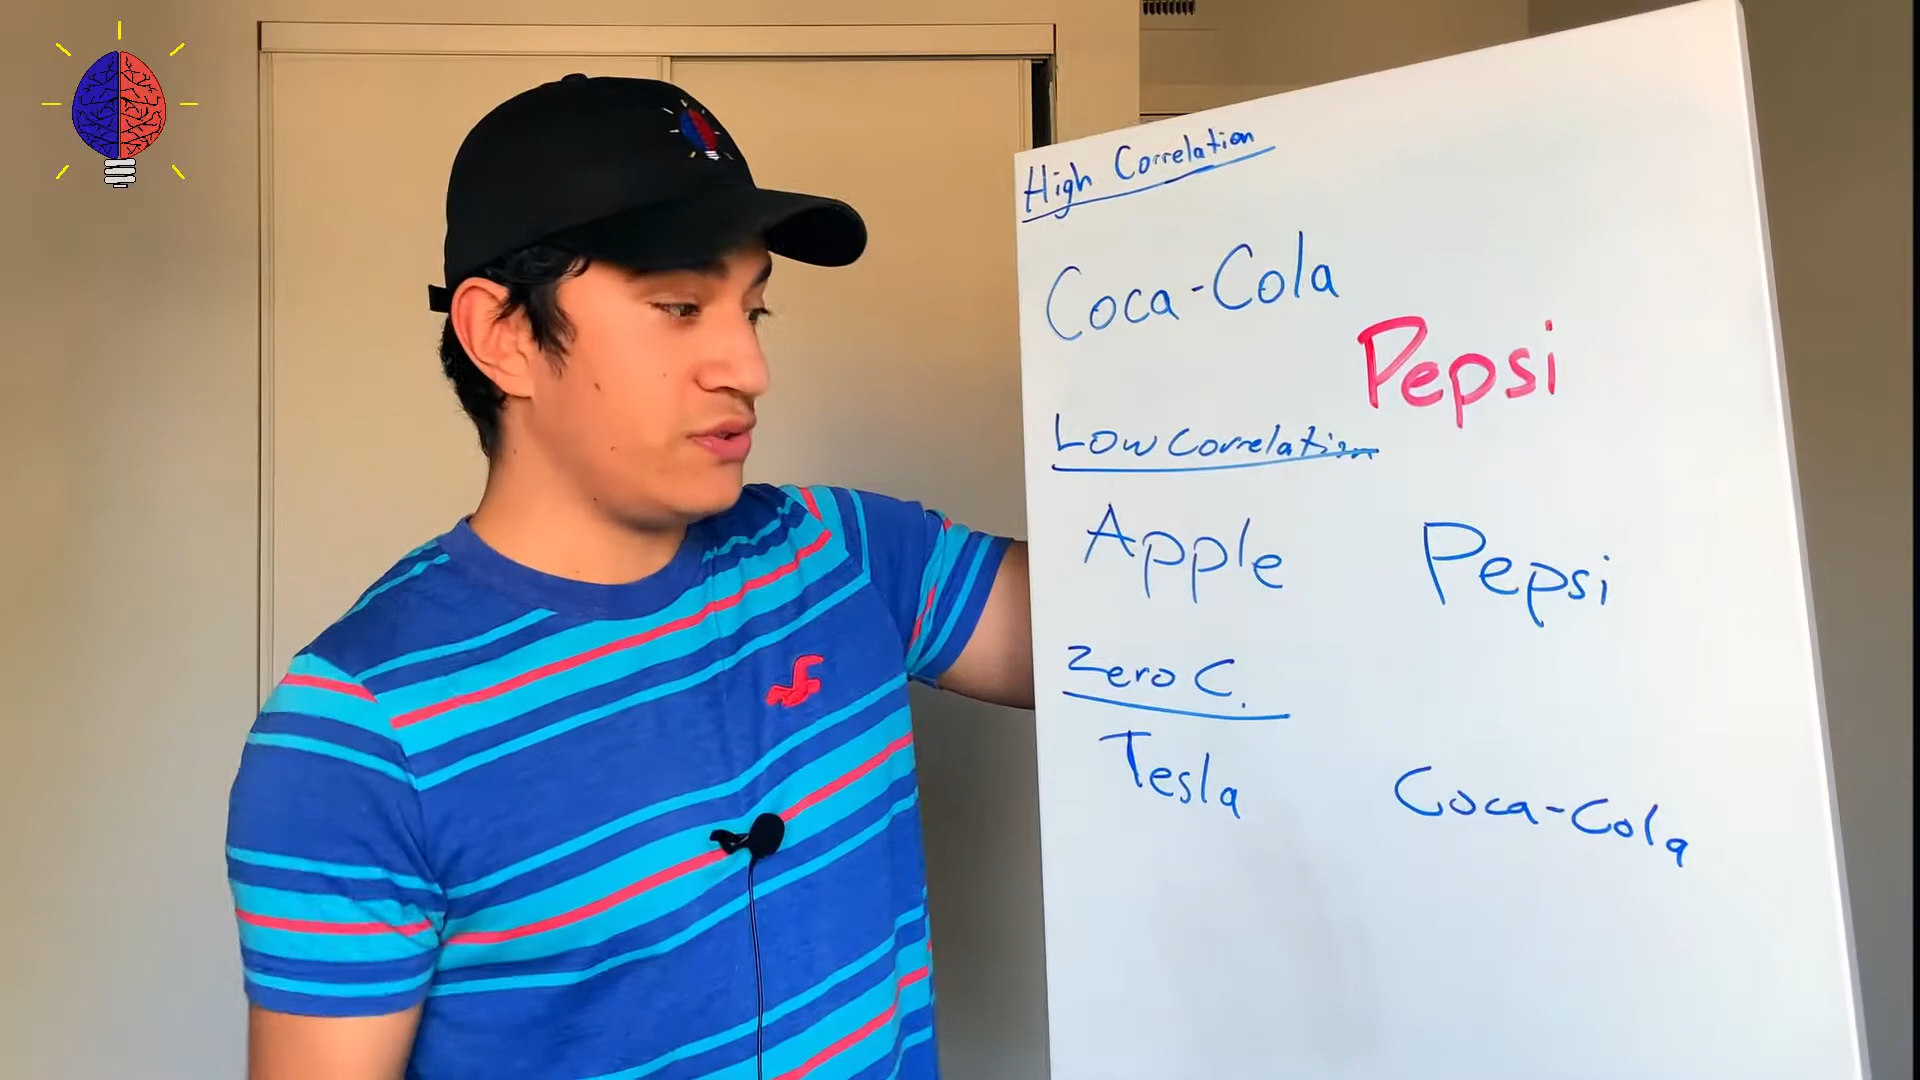 High Correlation
Coca-Cola
Pepsi
Low Correlation
Apple Pepsi
Zero C.
Tesla Coca-Cola